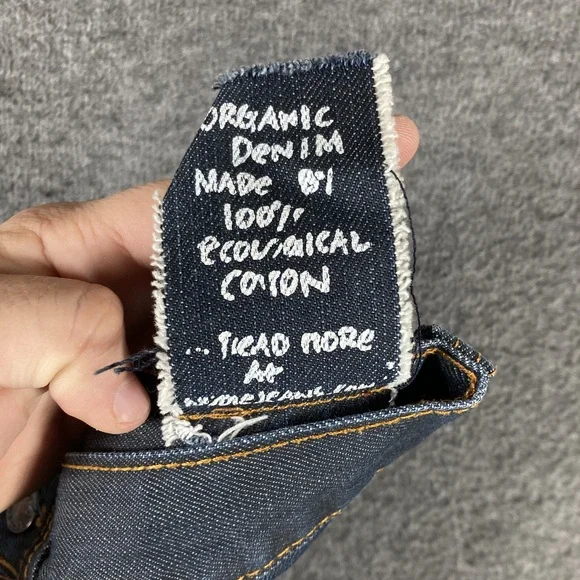 ORGANIC
DENIM
MADE BY
100%
ECOLOGICAL
COTTON
... READ MORE
AT